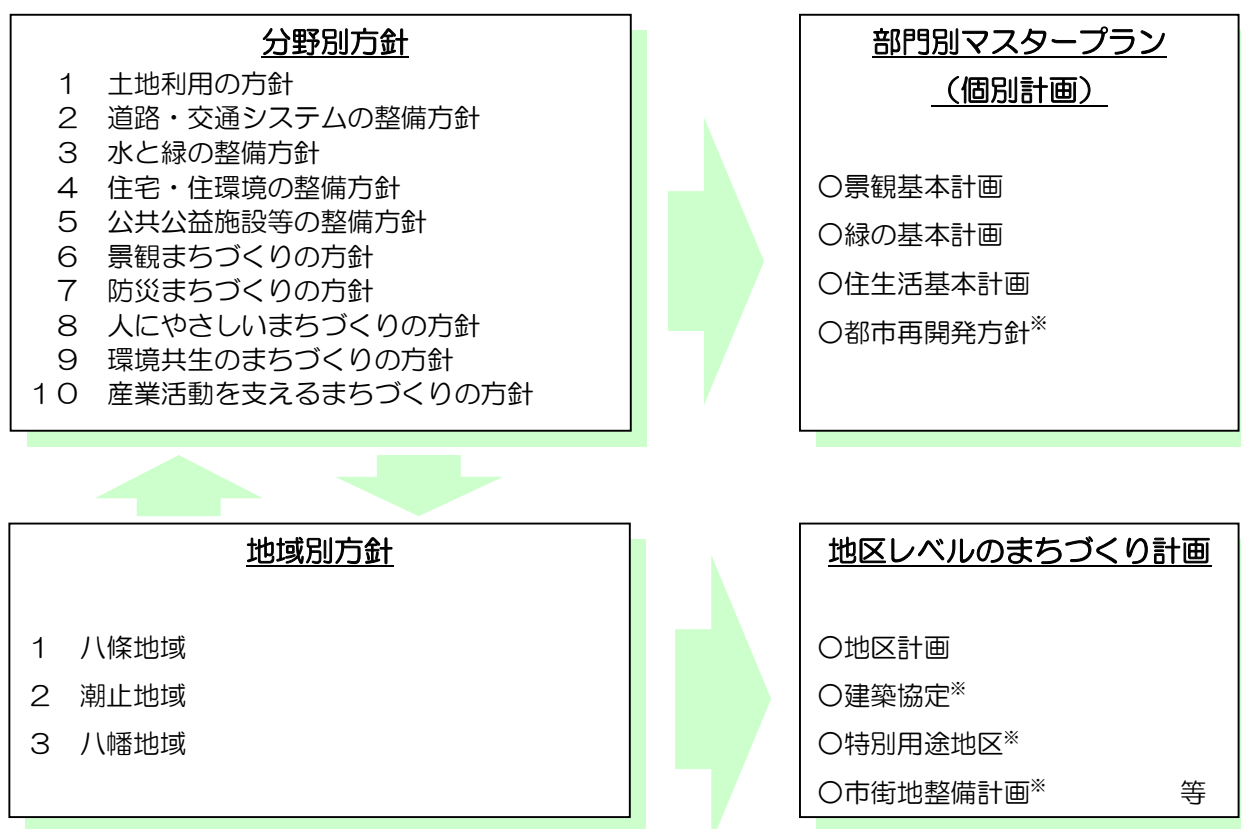 分野別方針
１　土地利用の方針
２　道路・交通システムの整備方針
３　水と緑の整備方針
４　住宅・住環境の整備方針
５　公共公益施設等の整備方針
６　景観まちづくりの方針
７　防災まちづくりの方針
８　人にやさしいまちづくりの方針
９　環境共生のまちづくりの方針
１０　産業活動を支えるまちづくりの方針
部門別マスタープラン
（個別計画）
〇景観基本計画
〇緑の基本計画
〇住生活基本計画
〇都市再開発方針※
地域別方針
１　八條地域
２　潮止地域
３　八幡地域
地区レベルのまちづくり計画
〇地区計画
〇建築協定※
〇特別用途地区※
〇市街地整備計画※　等